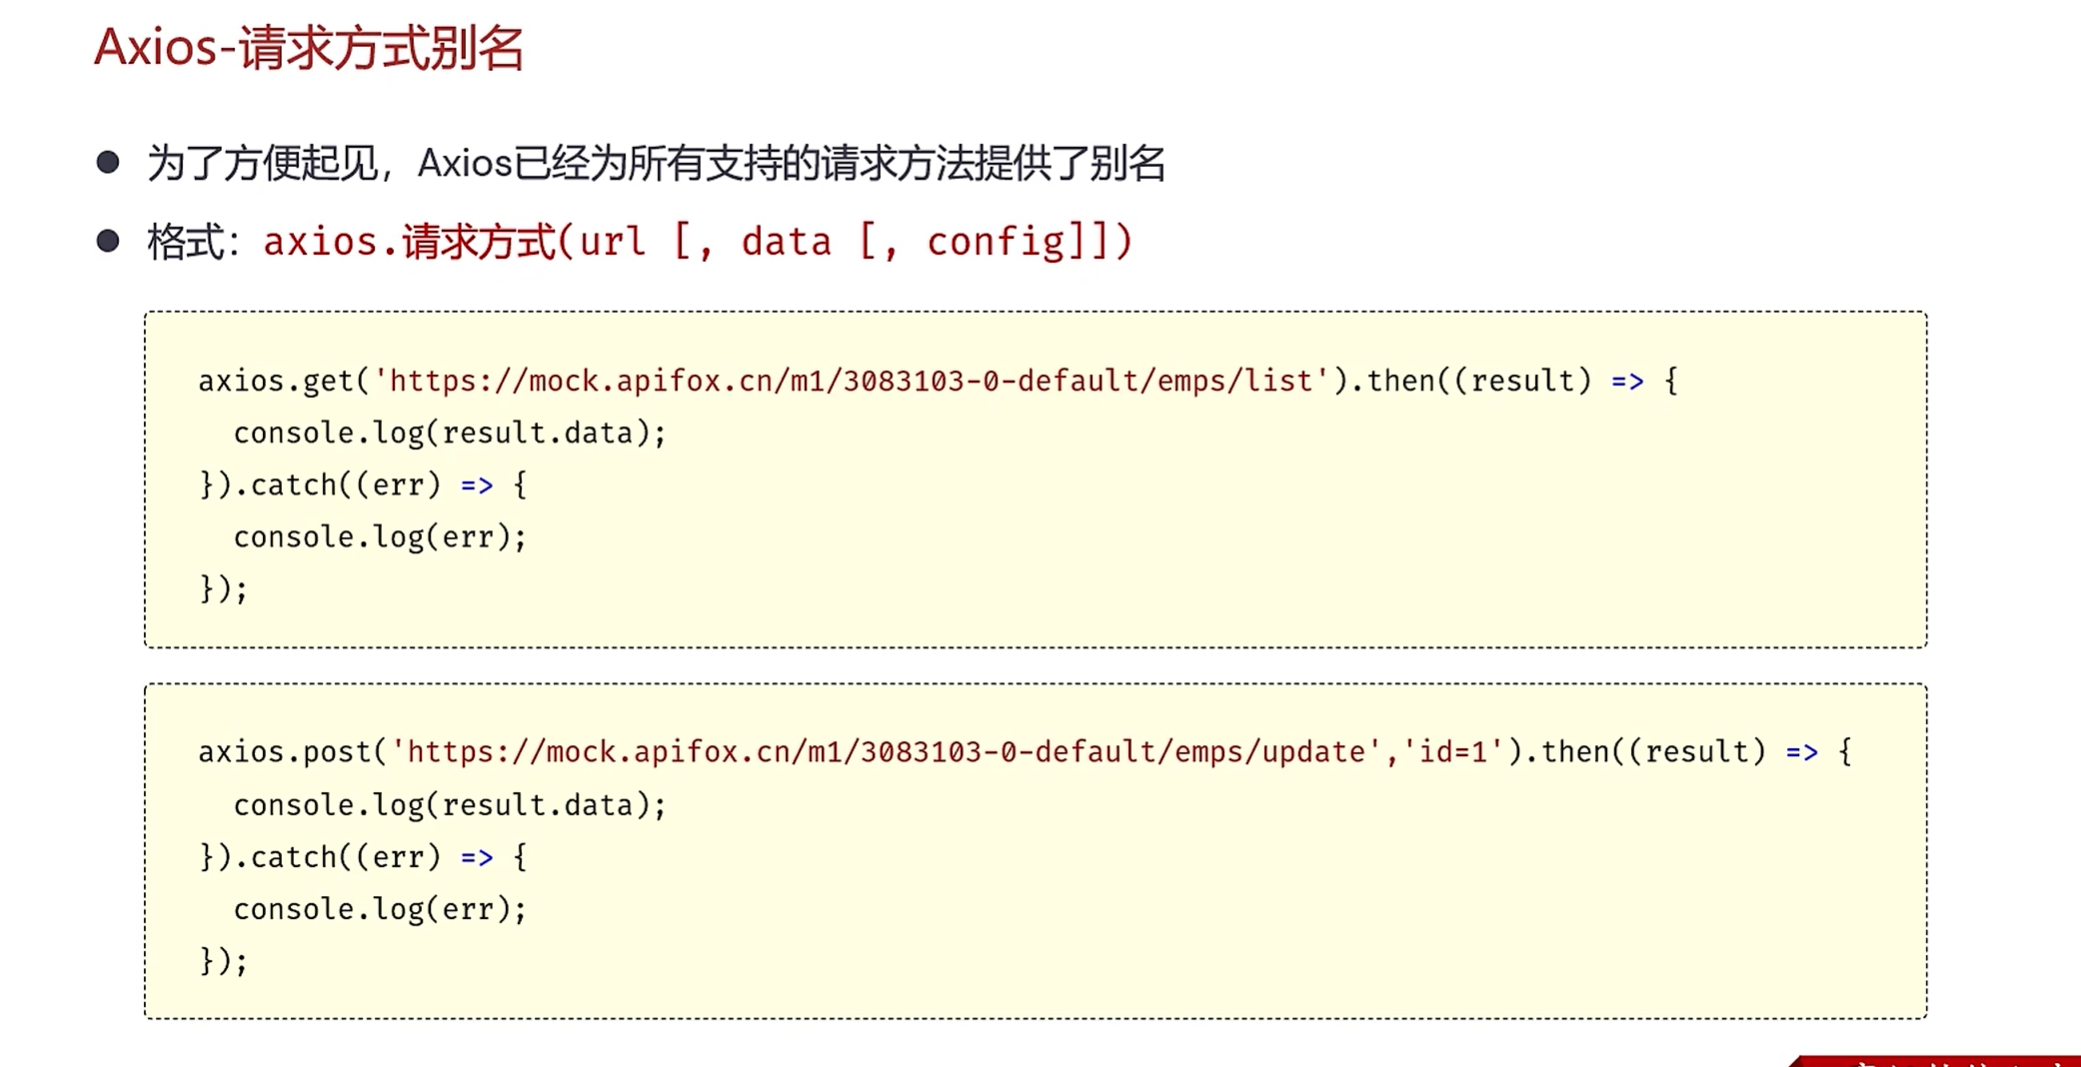 Axios-请求方式别名
为了方便起见，Axios已经为所有支持的请求方法提供了别名
格式：axios.请求方式(url [, data [, config]])
axios.get('https://mock.apifox.cn/m1/3083103-0-default/emps/list').then((result) => {
console.log(result.data);
}).catch((err) => {
console.log(err);
});
axios.post('https://mock.apifox.cn/m1/3083103-0-default/emps/update','id=1').then((result) => {
console.log(result.data);
}).catch((err) => {
console.log(err);
});